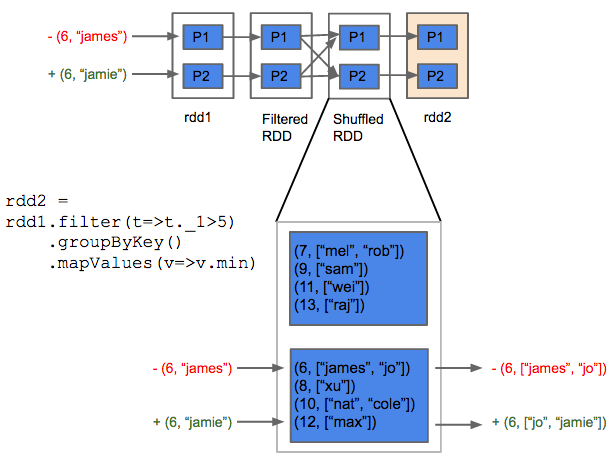 - (6, “james”)
P1
P1
P1
P1
+ (6, “jamie”)
P2
P2
P2
P2
rdd1
Filtered
RDD
Shuffled
RDD
rdd2
rdd2 =
rdd1.filter(t=>t._1>5)
.groupByKey()
.mapValues(v=>v.min)
(7, [“mel”, “rob”])
(9, [“sam”])
(11, [“wei”])
(13, [“raj”])
- (6, “james”)
(6, [“james”, “jo”])
- (6, [“james”, “jo”])
(8, [“xu”])
(10, [“nat”, “cole”])
+ (6, “jamie”)
(12, [“max”])
+ (6, [“jo”, “jamie”])